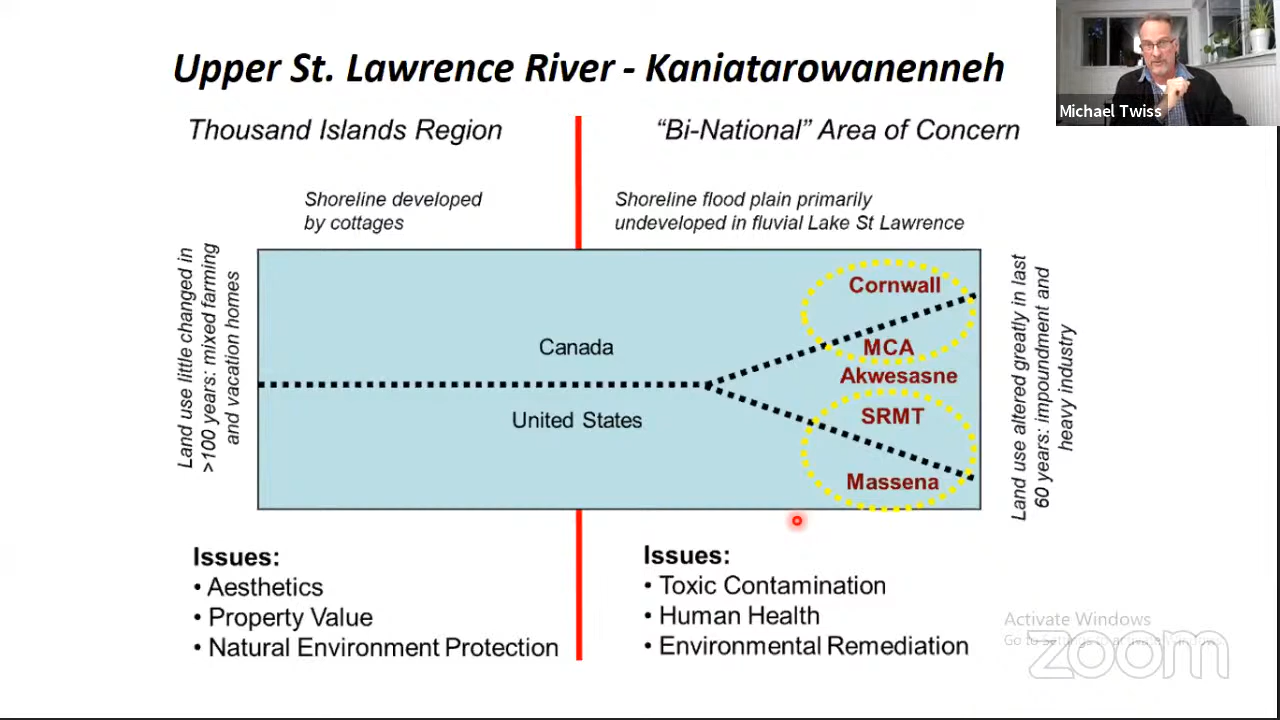 Upper St. Lawrence River - Kaniatarowanenneh
Michael Twiss
Thousand Islands Region
“Bi-National” Area of Concern
Shoreline developed
by cottages
Shoreline flood plain primarily
undeveloped in fluvial Lake St Lawrence
Land use little changed in
>100 years: mixed farming
and vacation homes
Canada
United States
Cornwall
MCA
Akwesasne
SRMT
Massena
Land use altered greatly in last
60 years: impoundment and
heavy industry
Issues:
• Aesthetics
• Property Value
• Natural Environment Protection
Issues:
• Toxic Contamination
• Human Health
• Environmental Remediation
Activate Windows
Go to
zoom